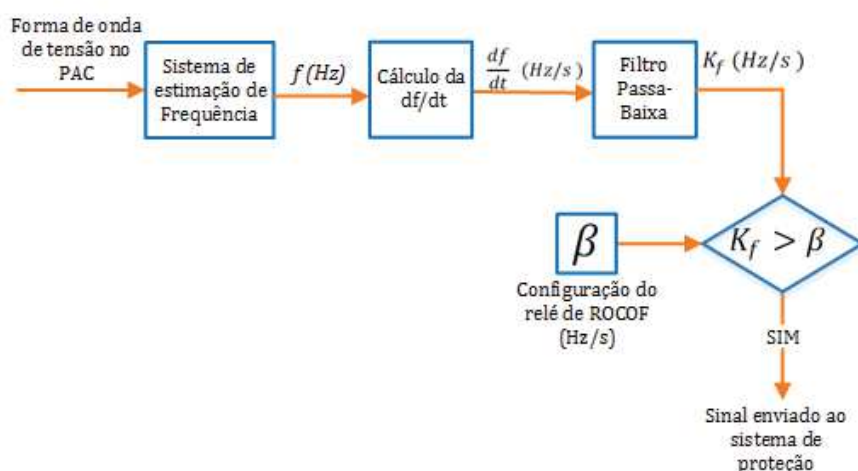 Forma de onda
de tensão no
PAC
Sistema de
estimação de
Frequência
f(Hz)
Cálculo da
df/dt
df/dt (Hz/s)
Filtro
Passa-
Baixa
K_f (Hz/s)
β
K_f > β
Configuração do
relé de ROCOF
(Hz/s)
SIM
Sinal enviado ao
sistema de
proteção